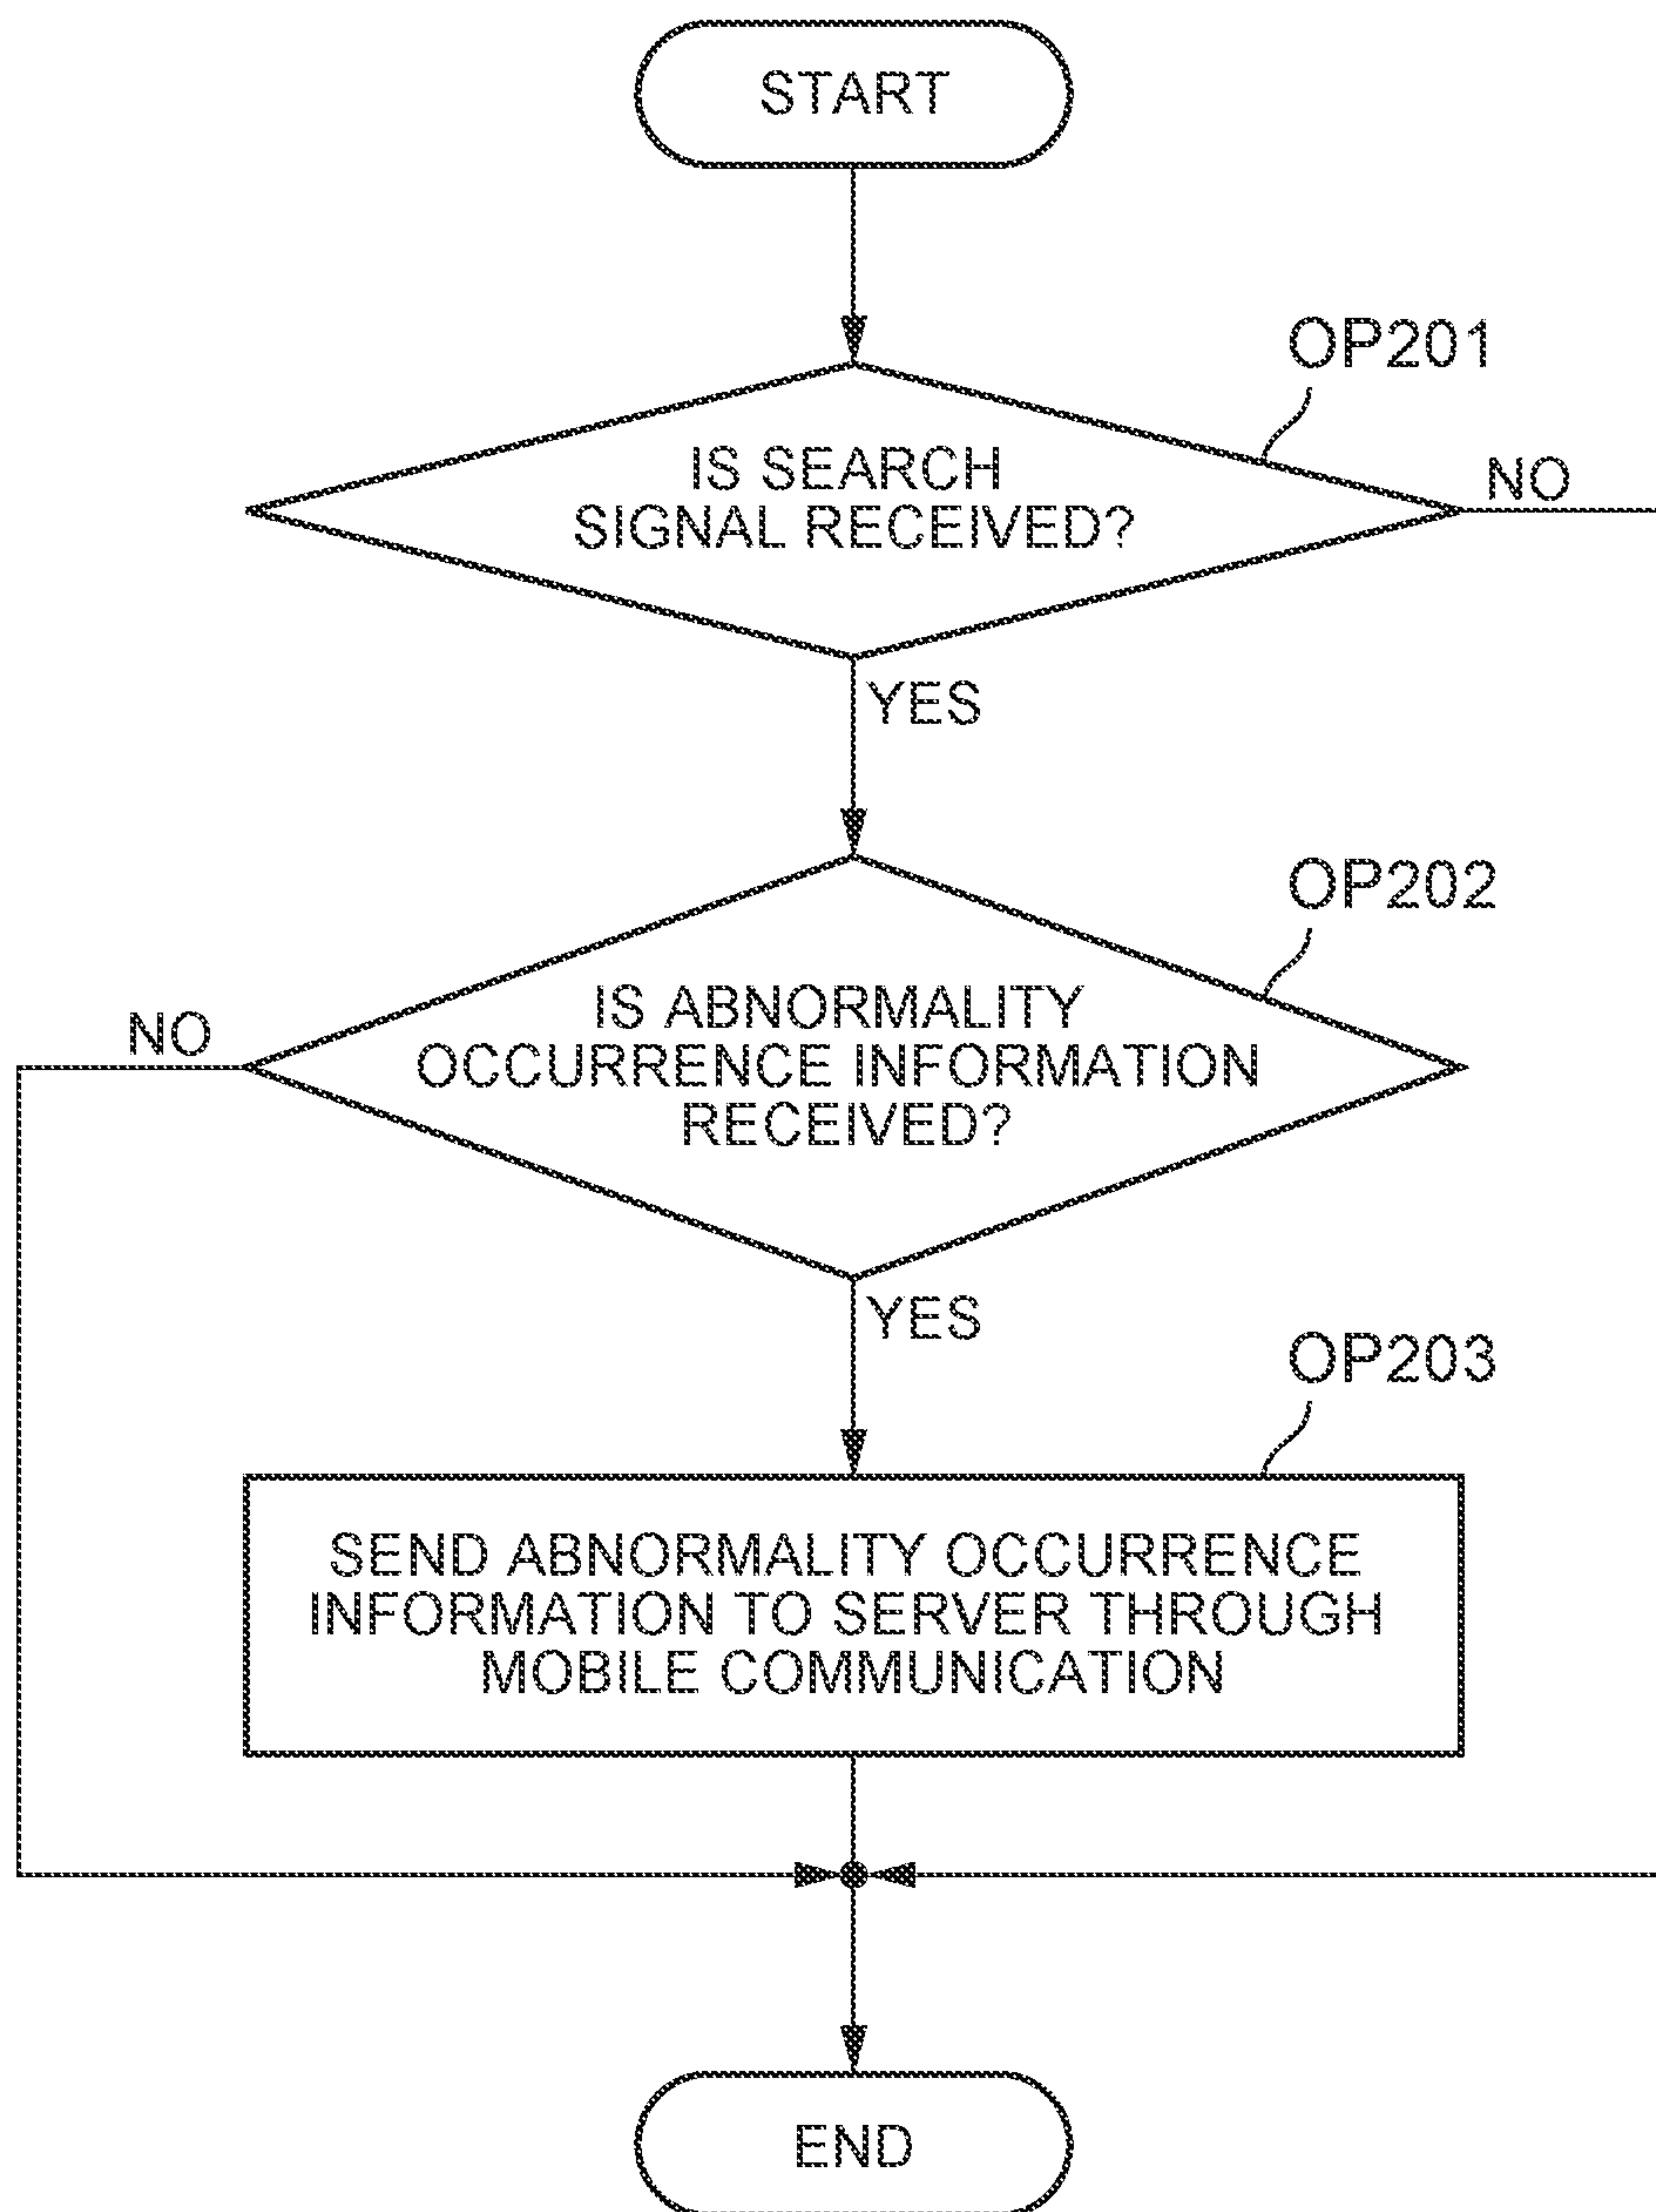 START
OP201
IS SEARCH
SIGNAL RECEIVED?
NO
YES
OP202
IS ABNORMALITY
OCCURRENCE INFORMATION
RECEIVED?
NO
YES
OP203
SEND ABNORMALITY OCCURRENCE
INFORMATION TO SERVER THROUGH
MOBILE COMMUNICATION
END